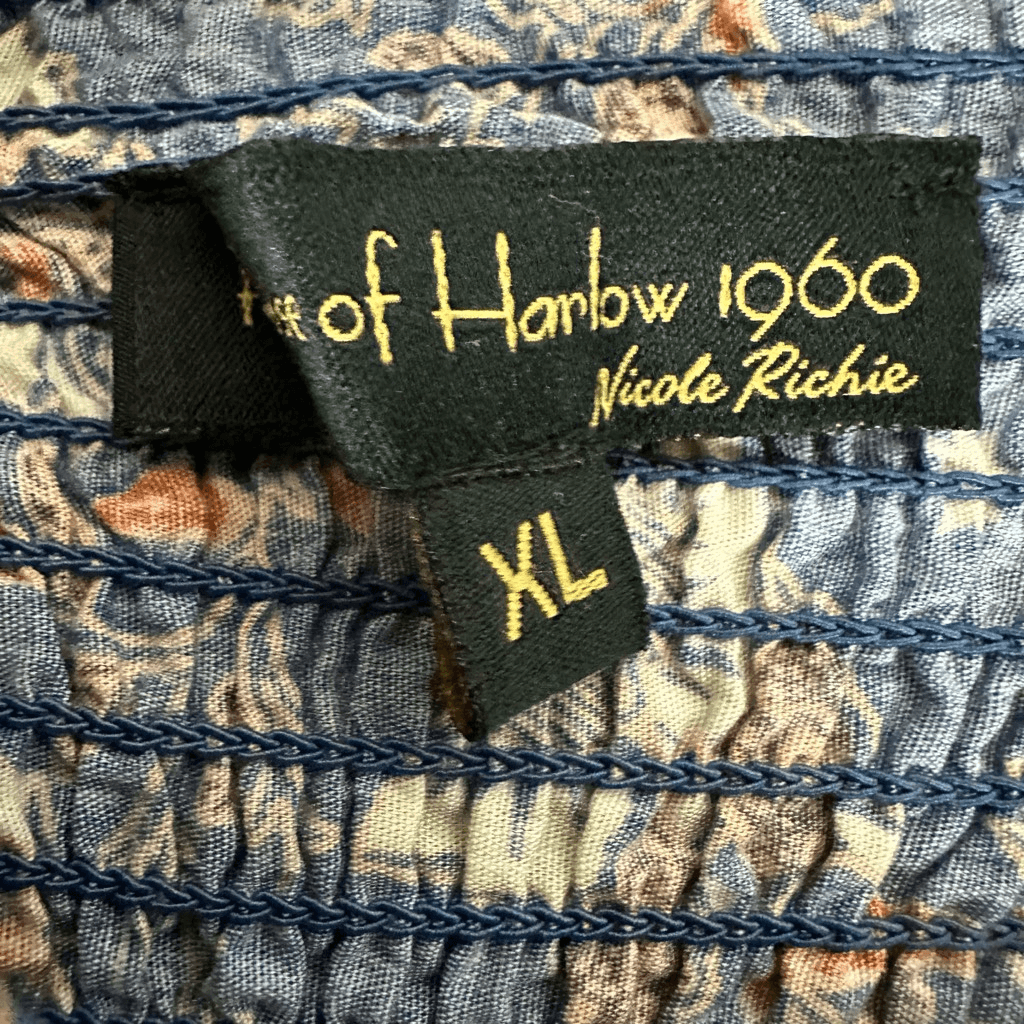 of Harlow 1960
Nicole Richie
XL